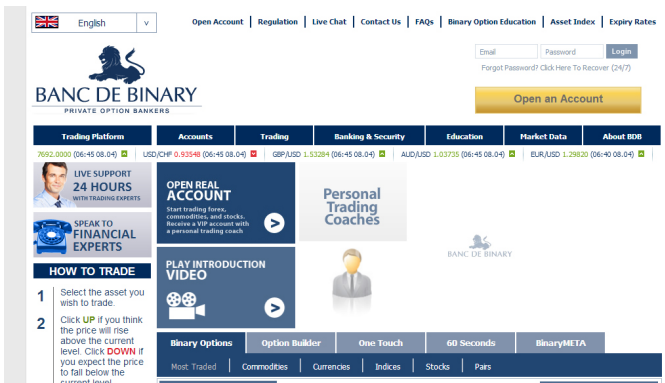 English
v
Open Account | Regulation | Live Chat | Contact Us | FAQs | Binary Option Education | Asset Index | Expiry Rates
Email
Password
Login
Forgot Password? Click Here To Recover (24/7)
BANC DE BINARY
PRIVATE OPTION BANKERS
Open an Account
Trading Platform
Accounts
Trading
Banking & Security
Education
Market Data
About BDB
7692.0000 (06:45 08.04)
USD/CHF 0.93548 (06:45 08.04)
GBP/USD 1.53284 (06:45 08.04)
AUD/USD 1.03735 (06:45 08.04)
EUR/USD 1.29820 (06:40 08.04)
LIVE SUPPORT
24 HOURS
WITH TRADING EXPERTS
SPEAK TO
FINANCIAL
EXPERTS
HOW TO TRADE
1 Select the asset you
wish to trade.
2 Click UP if you think
the price will rise
above the current
level. Click DOWN if
you expect the price
to fall below the
current level
OPEN REAL
ACCOUNT
Start trading forex,
commodities, and stocks.
Receive a VIP account with
a personal trading coach
PLAY INTRODUCTION
VIDEO
Personal
Trading
Coaches
BANC DE BINARY
Binary Options
Option Builder
One Touch
60 Seconds
BinaryMETA
Most Traded | Commodities | Currencies | Indices | Stocks | Pairs